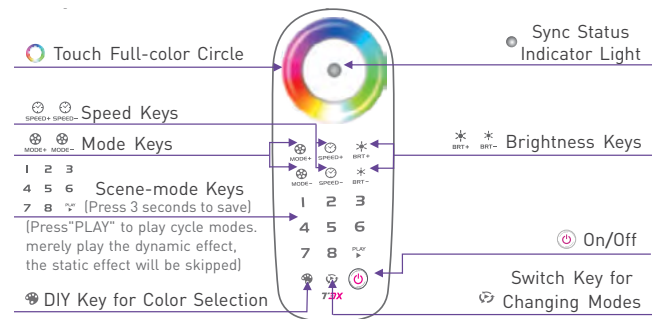 Touch Full-color Circle
Sync Status
Indicator Light
SPEED+ SPEED- Speed Keys
MODE+ MODE- Mode Keys
BRT+ BRT- Brightness Keys
1 2 3
4 5 6 Scene-mode Keys
7 8 PLAY (Press 3 seconds to save)
(Press"PLAY" to play cycle modes.
merely play the dynamic effect,
the static effect will be skipped)
On/Off
DIY Key for Color Selection
Switch Key for
Changing Modes
MODE+ SPEED+ BRT+
MODE- SPEED- BRT-
1 2 3
4 5 6
7 8 PLAY